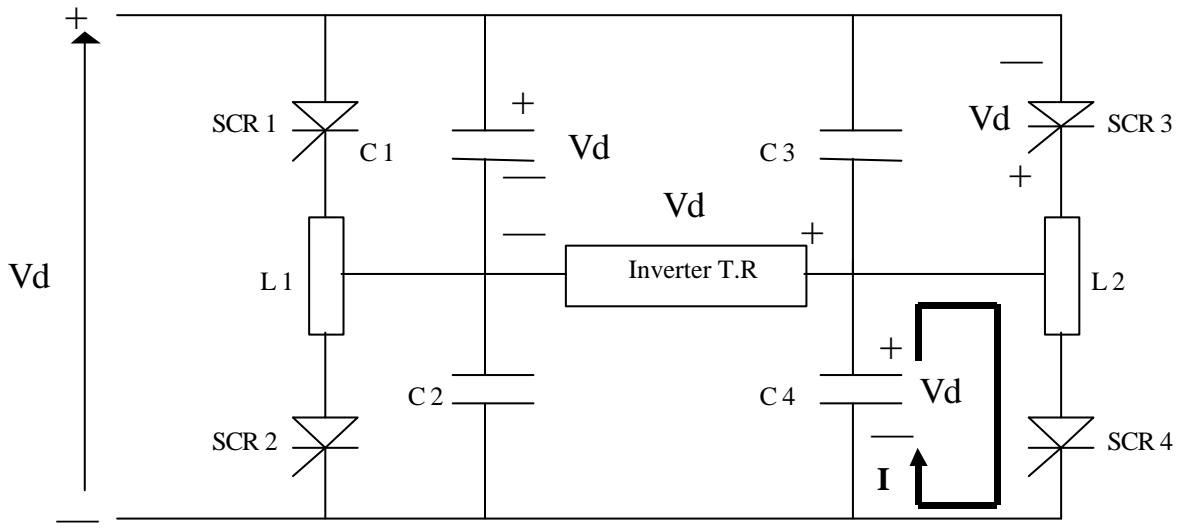 +
SCR 1
C 1
+
Vd
—
C 3
—
Vd
SCR 3
+
Vd
—
+
Vd
L 1
Inverter T.R
L 2
C 2
C 4
+
Vd
—
I
SCR 2
SCR 4
—